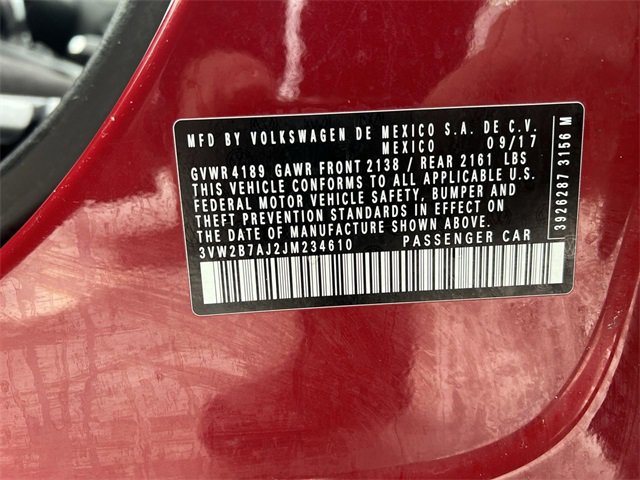 MFD BY VOLKSWAGEN DE MEXICO S.A. DE C.V.
MEXICO 09/17
GVWR 4189 GAWR FRONT 2138 / REAR 2161 LBS
THIS VEHICLE CONFORMS TO ALL APPLICABLE U.S.
FEDERAL MOTOR VEHICLE SAFETY, BUMPER AND
THEFT PREVENTION STANDARDS IN EFFECT ON
THE DATE OF MANUFACTURE SHOWN ABOVE.
3VW2B7AJ2JM234610 PASSENGER CAR
3926287 3156 M